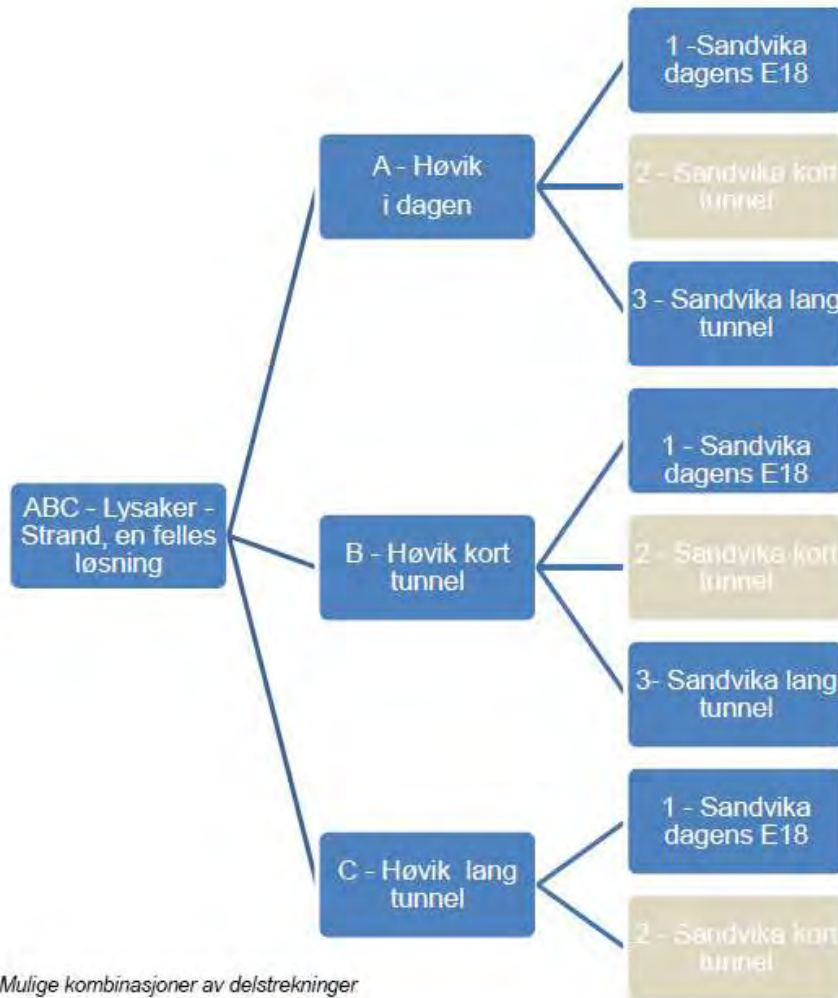 1 -Sandvika
dagens E18
A - Høvik
i dagen
2 - Sandvika kort
tunnel
3 - Sandvika lang
tunnel
ABC - Lysaker -
Strand, en felles
løsning
B - Høvik kort
tunnel
1 - Sandvika
dagens E18
2 - Sandvika kort
tunnel
3- Sandvika lang
tunnel
C - Høvik lang
tunnel
1 - Sandvika
dagens E18
2 - Sandvika kort
tunnel
Mulige kombinasjoner av delstrekninger